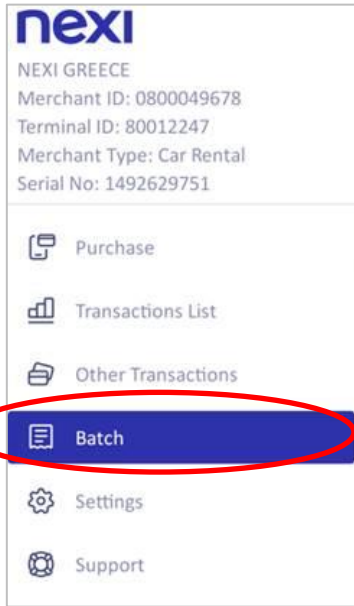 nexi
NEXI GREECE
Merchant ID: 0800049678
Terminal ID: 80012247
Merchant Type: Car Rental
Serial No: 1492629751
Purchase
Transactions List
Other Transactions
Batch
Settings
Support